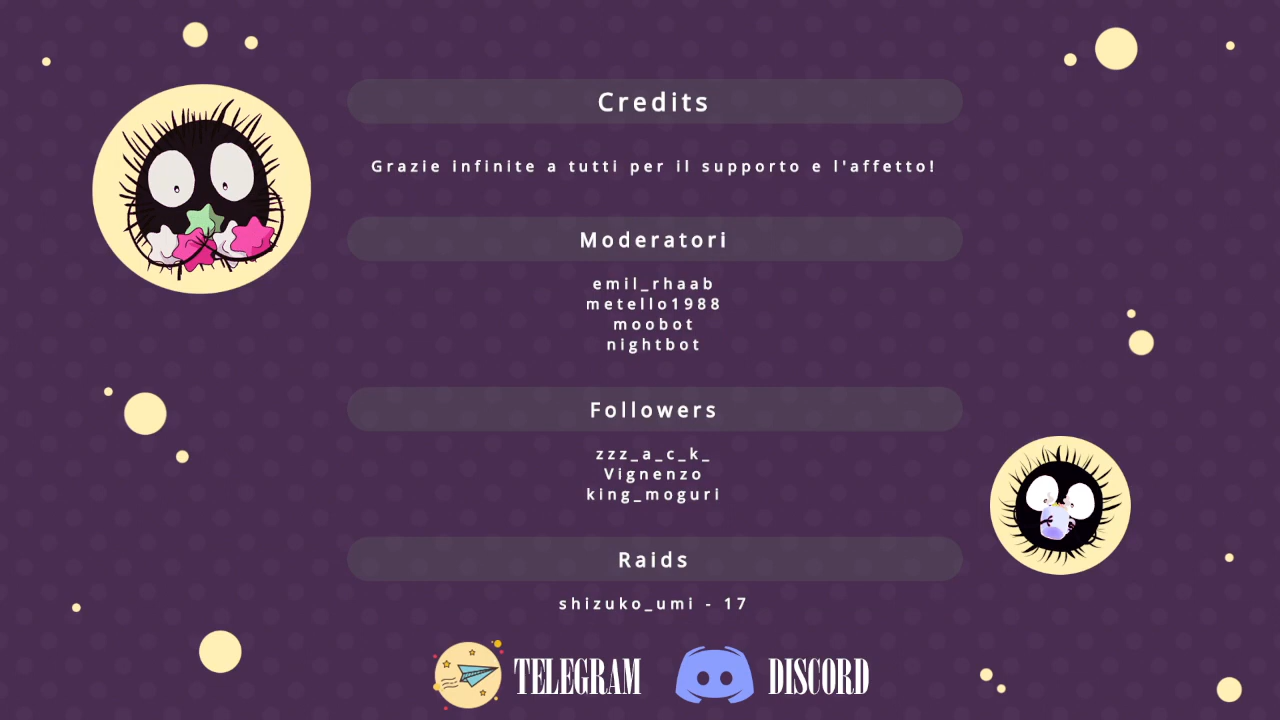 Credits
Grazie infinite a tutti per il supporto e l'affetto!
Moderatori
emil_rhaab
metello1988
moobot
nightbot
Followers
zzz_a_c_k_
Vignenzo
king_moguri
Raids
shizuko_umi - 17
TELEGRAM DISCORD